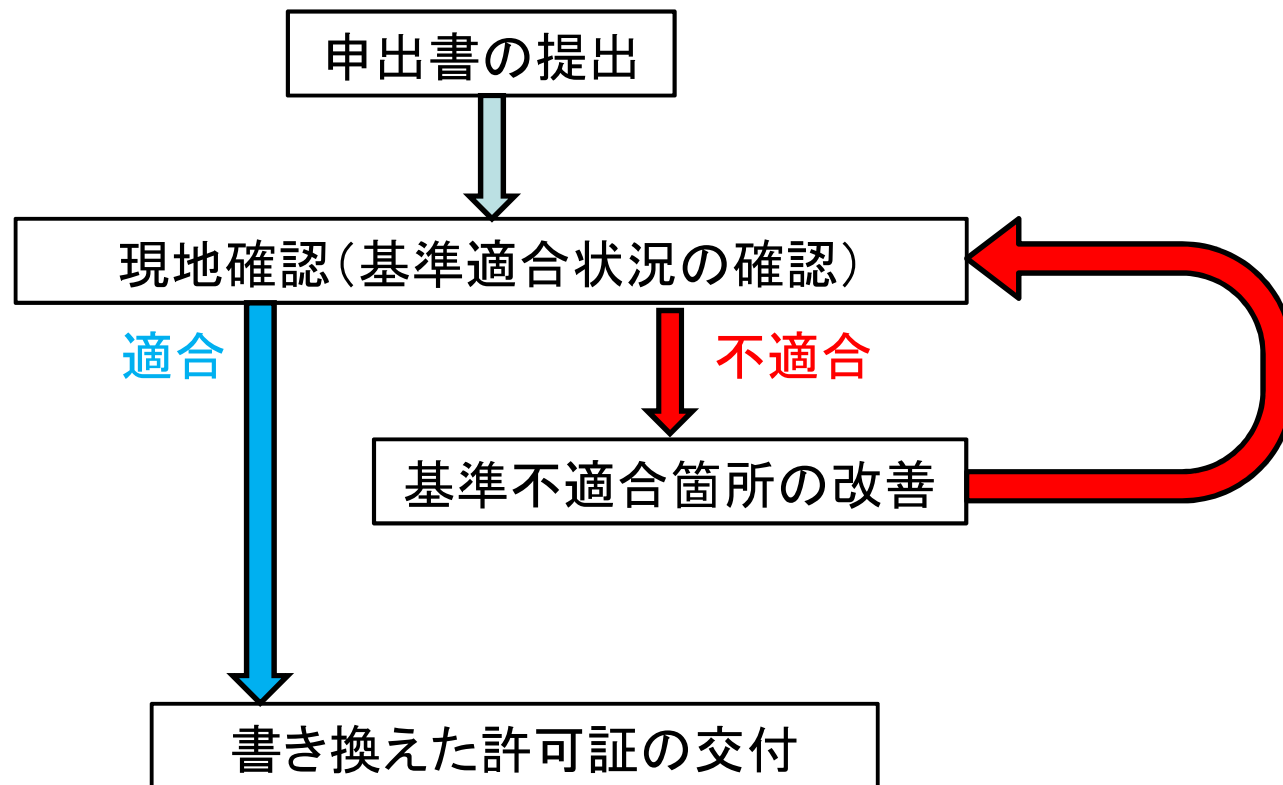 申出書の提出
現地確認（基準適合状況の確認）
適合
不適合
基準不適合箇所の改善
書き換えた許可証の交付